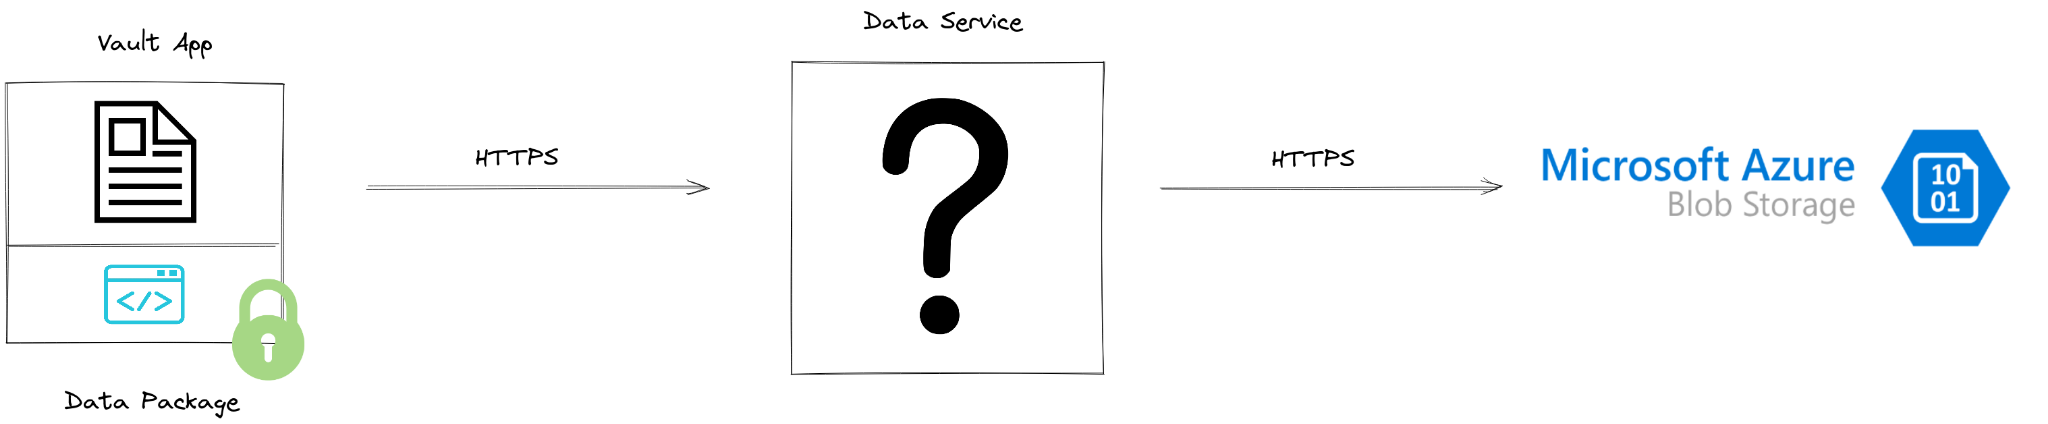 Vault App
Data Package
HTTPS
Data Service
?
HTTPS
Microsoft Azure
Blob Storage
10
01